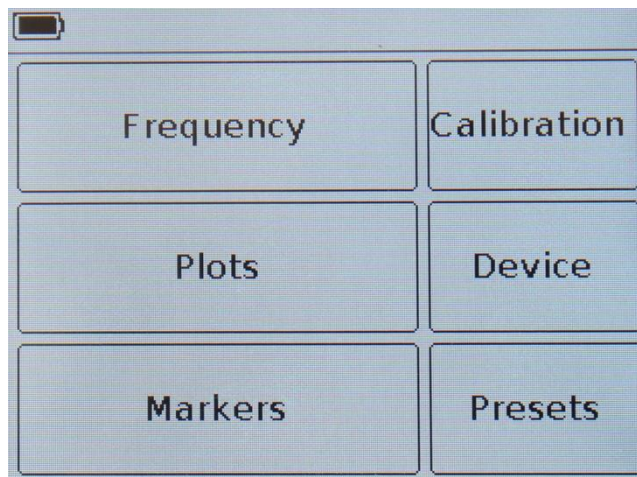 Frequency
Calibration
Plots
Device
Markers
Presets